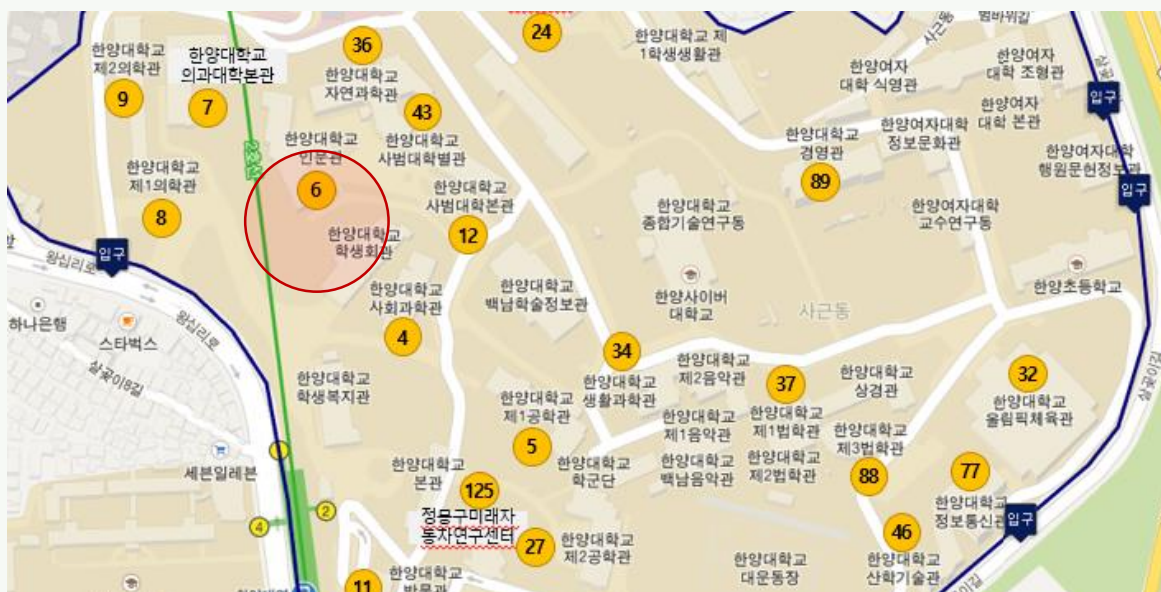 한양대학교
제2의학관
9
한양대학교
의과대학본관
7
36
한양대학교
자연과학관
43
한양대학교
사범대학별관
24
한양대학교 제
1학생생활관
사근동
범바위길
한양여자
대학 식영관
한양여자
대학 조형관
살곶이길
입구
한양대학교
인문관
6
한양대학교
제1의학관
8
한양대학교
사범대학본관
12
한양대학교
학생회관
한양대학교
경영관
89
한양여자대학
정보문화관
한양여자
대학 본관
한양여자대학
행원문헌정보관
입구
한양대학교
종합기술연구동
한양여자대학
교수연구동
입구
왕십리로
왕십리로
하나은행
스타벅스
살곶이8길
한양대학교
사회과학관
4
한양대학교
백남학술정보관
한양사이버
대학교
사근동
한양초등학교
34
한양대학교
생활과학관
한양대학교
제2음악관
37
한양대학교
제1법학관
한양대학교
상경관
32
한양대학교
올림픽체육관
살곶이길
한양대학교
학생복지관
한양대학교
제1공학관
5
한양대학교
제1음악관
한양대학교
제3법학관
88
세븐일레븐
1
한양대학교
본관
125
정몽구미래자
동차연구센터
한양대학교
학군단
한양대학교
백남음악관
한양대학교
제2법학관
77
한양대학교
정보통신관
입구
4
2
27
한양대학교
제2공학관
한양대학교
대운동장
46
한양대학교
산학기술관
11
한양대학교
박물관